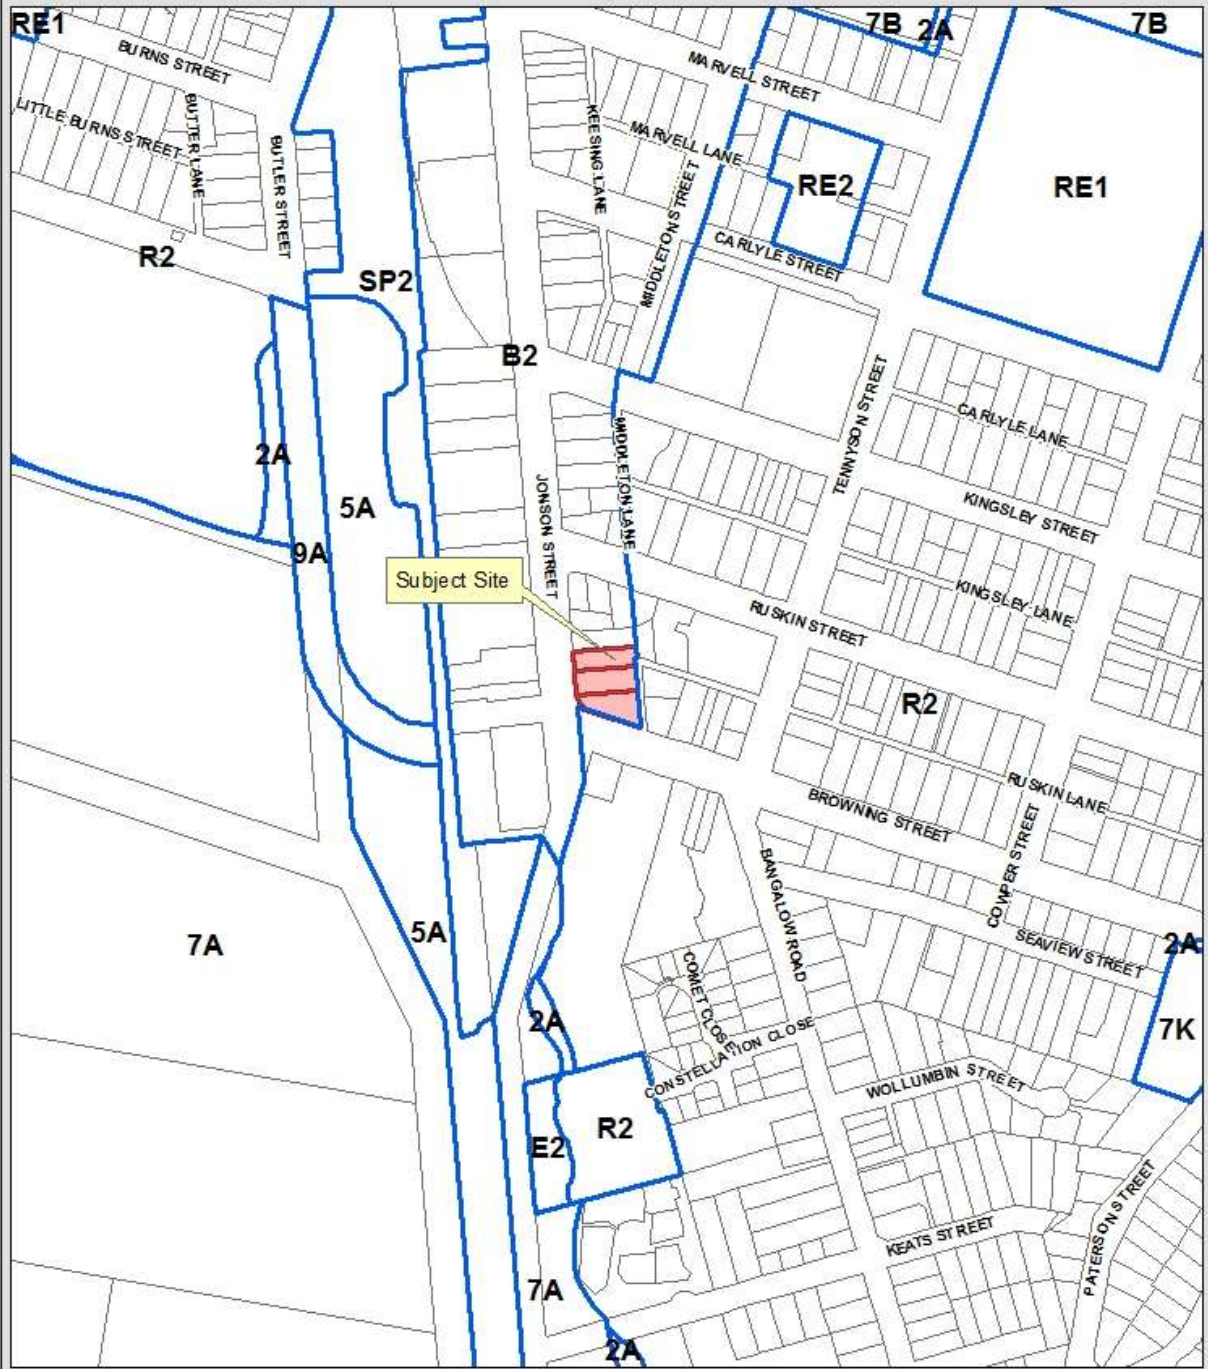 RE1
7B
2A
7B
BURNS STREET
MARVELL STREET
LITTLE BURNS STREET
BUTTER LANE
BUTLER STREET
KEESING LANE
MARVELL LANE
RE2
RE1
MIDDLETON STREET
CARLYLE STREET
R2
SP2
B2
TENNYSON STREET
CARLYLE LANE
2A
MIDDLETON LANE
5A
JONSON STREET
KINGSLEY STREET
9A
Subject Site
KINGSLEY LANE
RUSKIN STREET
R2
RUSKIN LANE
BROWNING STREET
COWPER STREET
BANGALOW ROAD
5A
7A
SEAVIEW STREET
2A
COMET CLOSE
2A
7K
CONSTELLATION CLOSE
WOLLUMBIN STREET
R2
E2
PATERSON STREET
KEATS STREET
7A
2A